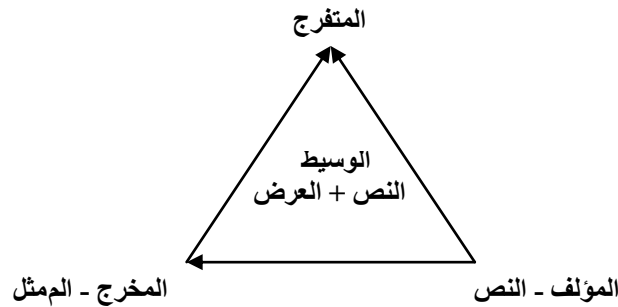 المتفرج
الوسيط
النص + العرض
المؤلف - النص
المخرج - الممثل